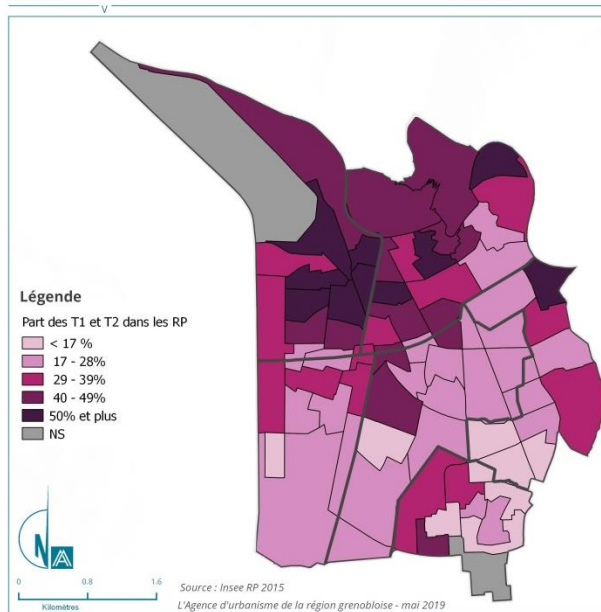 V
Légende
Part des T1 et T2 dans les RP
< 17 %
17 - 28%
29 - 39%
40 - 49%
50% et plus
NS
N
0 0.8 1.6
Kilomètres
Source : Insee RP 2015
L'Agence d'urbanisme de la région grenobloise - mai 2019